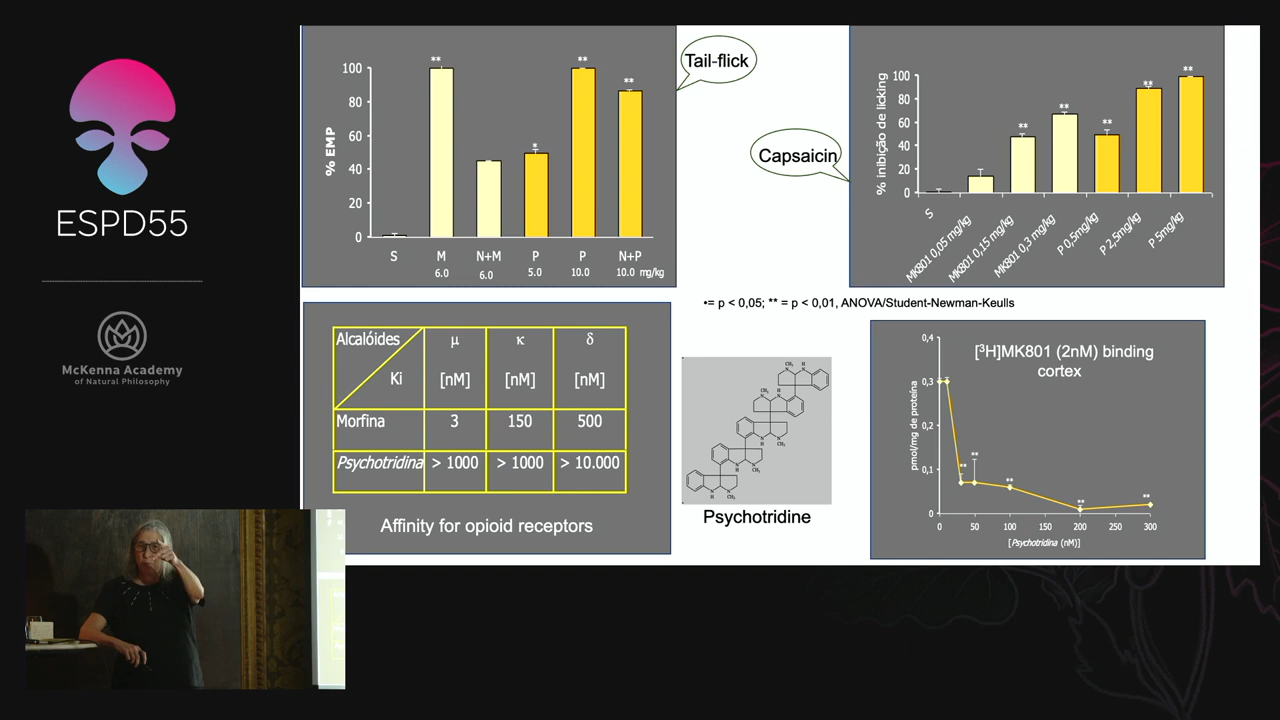 ESPD55
McKenna Academy
of Natural Philosophy
Tail-flick
% EMP
100
80
60
40
20
0
**
*
**
**
S
M
N+M
P
P
N+P
6.0
6.0
5.0
10.0
10.0 mg/kg
Capsaicin
% inibição de licking
100
80
60
40
20
0
**
**
**
**
**
S
MK801 0,05 mg/kg
MK801 0,15 mg/kg
MK801 0,3 mg/kg
P 0,5mg/kg
P 2,5mg/kg
P 5mg/kg
•= p < 0,05; ** = p < 0,01, ANOVA/Student-Newman-Keulls
Alcalóides
Ki
μ
[nM]
κ
[nM]
δ
[nM]
Morfina
3
150
500
Psychotridina
> 1000
> 1000
> 10.000
Affinity for opioid receptors
Psychotridine
[³H]MK801 (2nM) binding
cortex
pmol/mg de proteína
0,4
0,3
0,2
0,1
0
**
**
**
**
**
0
50
100
150
200
250
300
[Psychotridina (nM)]